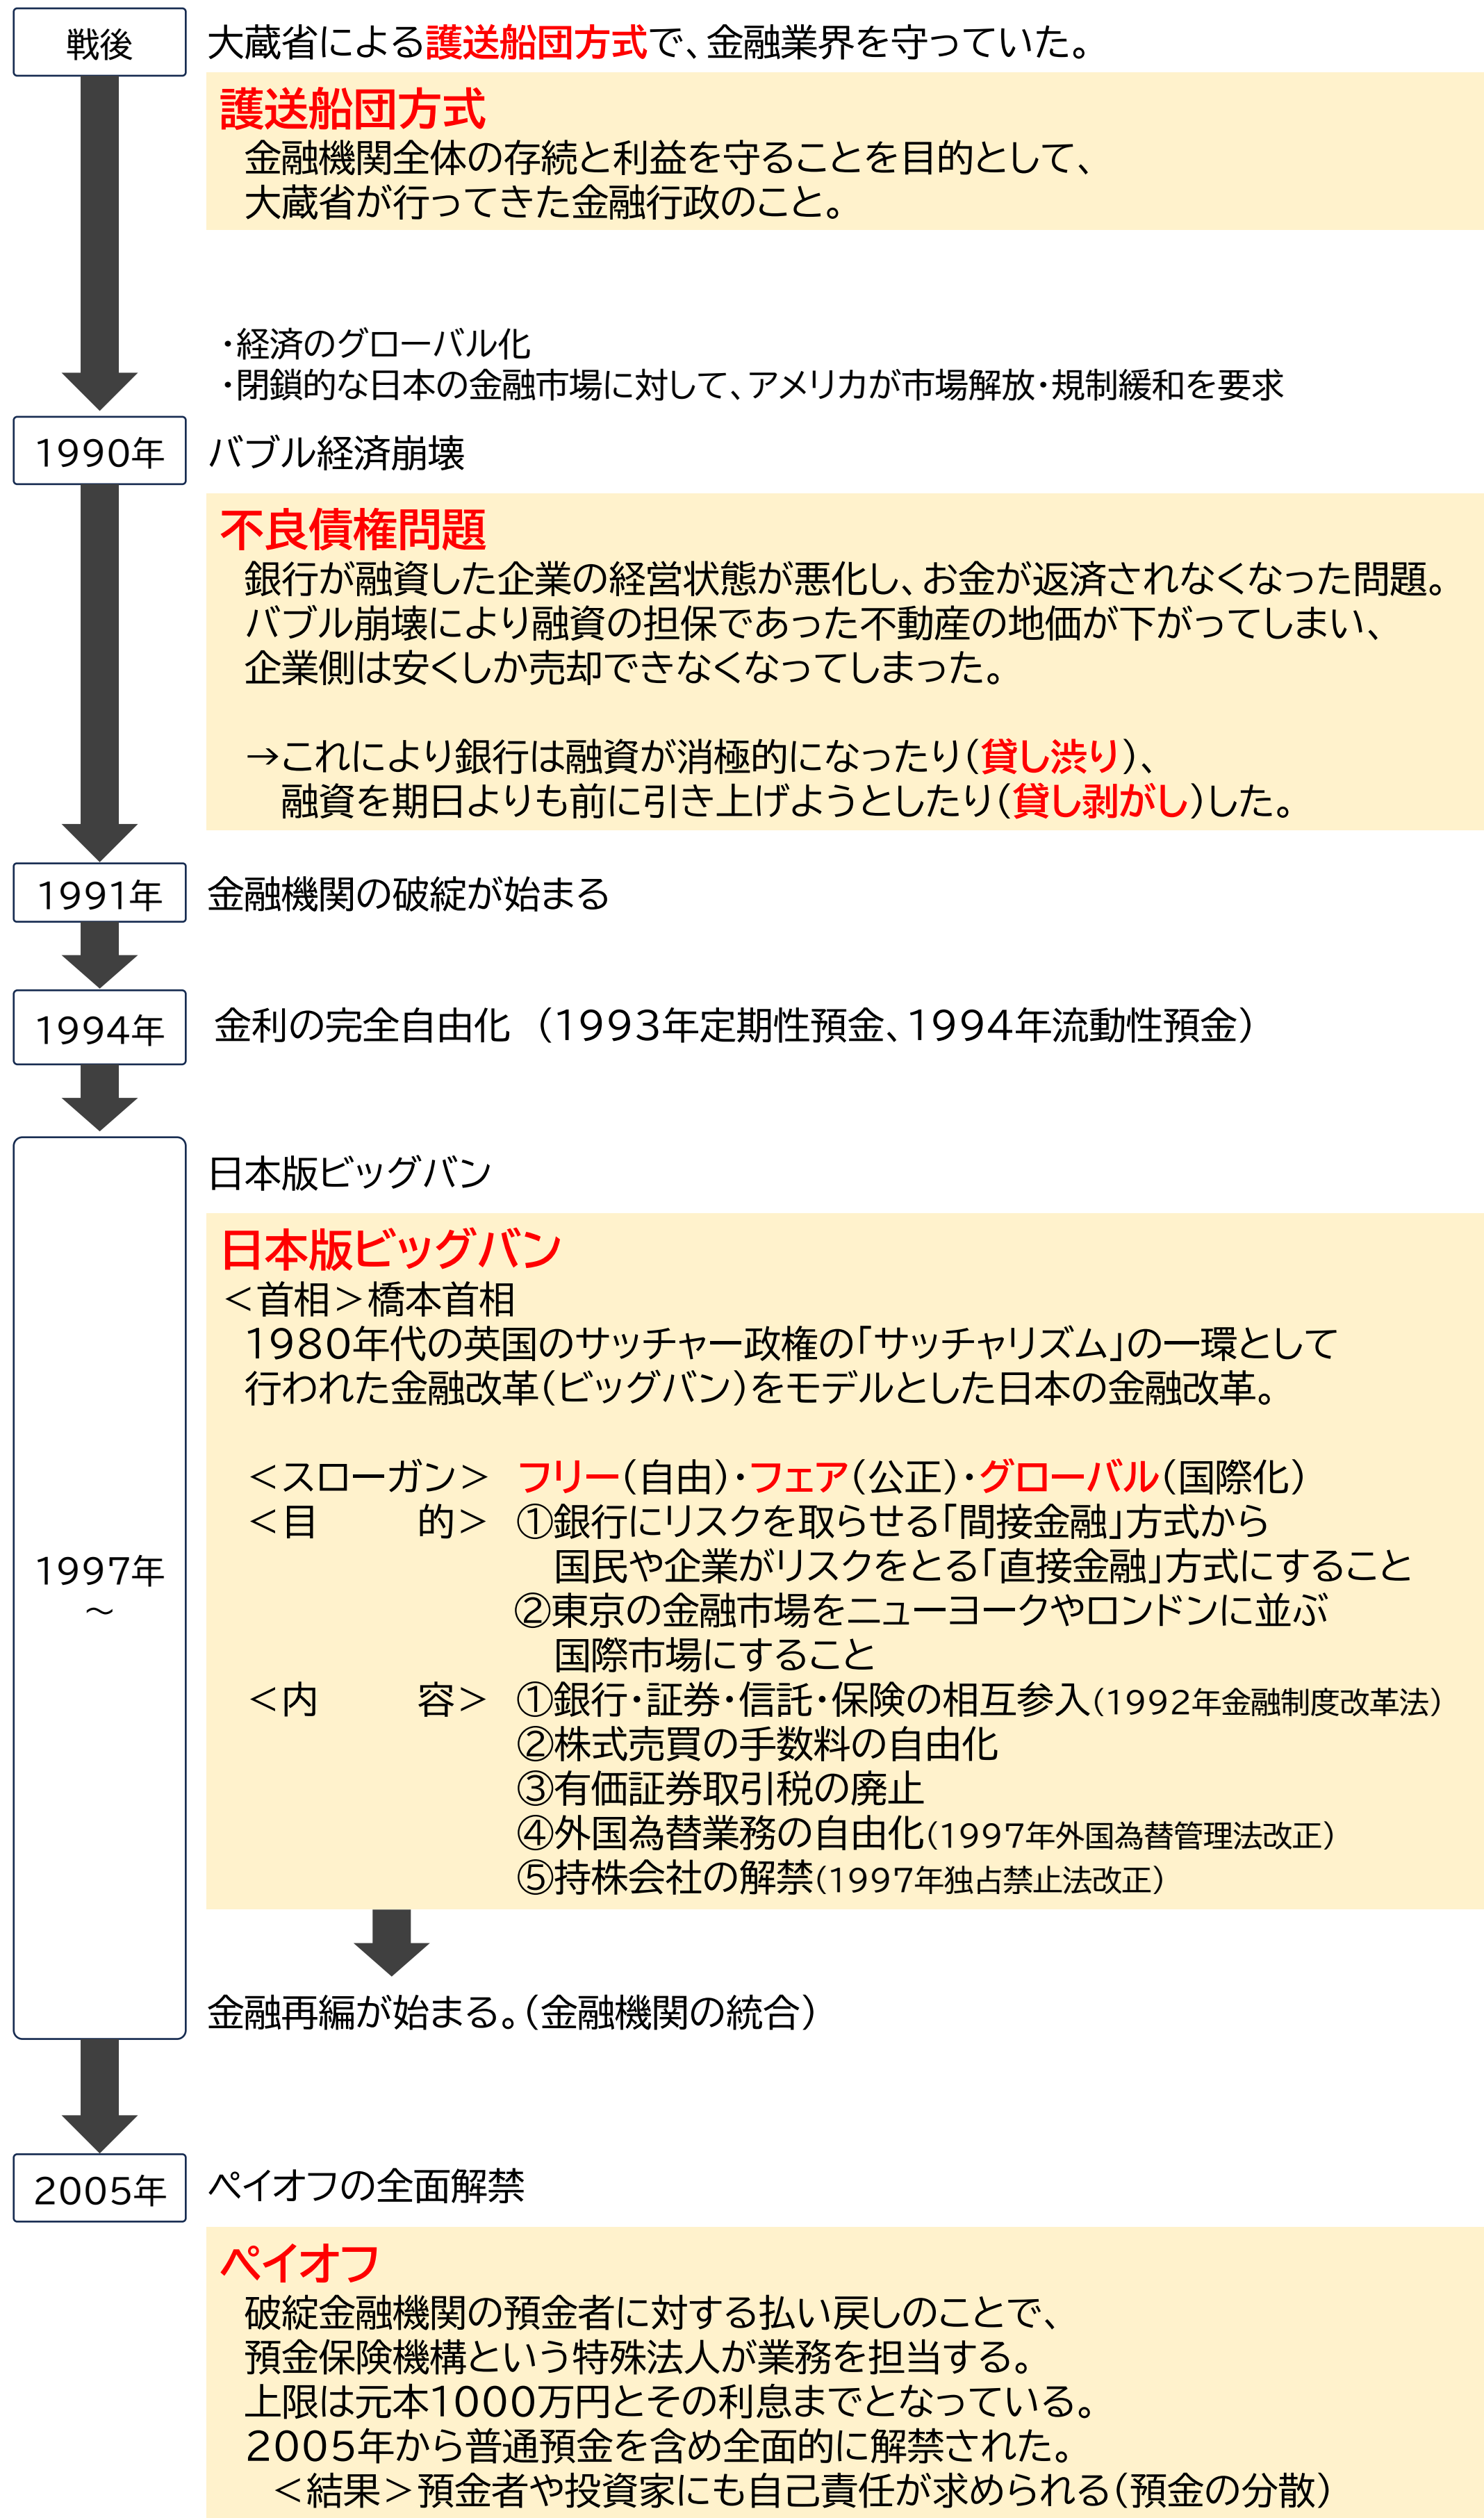 戦後
大蔵省による護送船団方式で、金融業界を守っていた。
護送船団方式
金融機関全体の存続と利益を守ることを目的として、
大蔵省が行ってきた金融行政のこと。
・経済のグローバル化
・閉鎖的な日本の金融市場に対して、アメリカが市場解放・規制緩和を要求
1990年
バブル経済崩壊
不良債権問題
銀行が融資した企業の経営状態が悪化し、お金が返済されなくなった問題。
バブル崩壊により融資の担保であった不動産の地価が下がってしまい、
企業側は安くしか売却できなくなってしまった。
→これにより銀行は融資が消極的になったり(貸し渋り)、
融資を期日よりも前に引き上げようとしたり(貸し剥がし)した。
1991年
金融機関の破綻が始まる
1994年
金利の完全自由化 (1993年定期性預金、1994年流動性預金)
1997年
~
日本版ビッグバン
日本版ビッグバン
<首相>橋本首相
1980年代の英国のサッチャー政権の「サッチャリズム」の一環として
行われた金融改革(ビッグバン)をモデルとした日本の金融改革。
<スローガン> フリー(自由)・フェア(公正)・グローバル(国際化)
<目 的> ①銀行にリスクを取らせる「間接金融」方式から
国民や企業がリスクをとる「直接金融」方式にすること
②東京の金融市場をニューヨークやロンドンに並ぶ
国際市場にすること
<内 容> ①銀行・証券・信託・保険の相互参入(1992年金融制度改革法)
②株式売買の手数料の自由化
③有価証券取引税の廃止
④外国為替業務の自由化(1997年外国為替管理法改正)
⑤持株会社の解禁(1997年独占禁止法改正)
金融再編が始まる。(金融機関の統合)
2005年
ペイオフの全面解禁
ペイオフ
破綻金融機関の預金者に対する払い戻しのことで、
預金保険機構という特殊法人が業務を担当する。
上限は元本1000万円とその利息までとなっている。
2005年から普通預金を含め全面的に解禁された。
<結果>預金者や投資家にも自己責任が求められる(預金の分散)